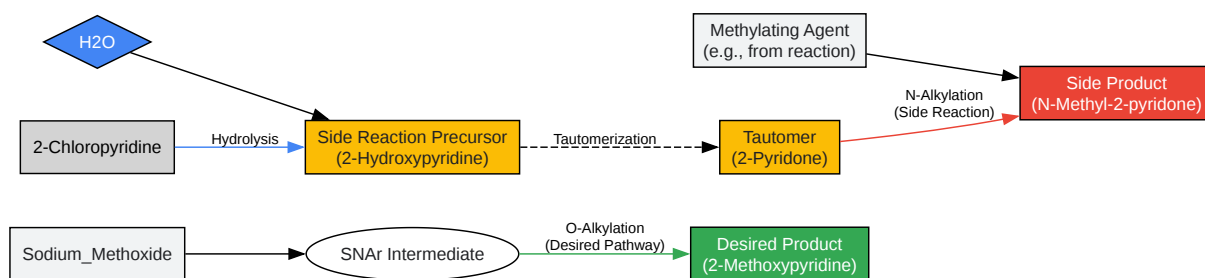 H2O
Methylating Agent
(e.g., from reaction)
Side Product
(N-Methyl-2-pyridone)
N-Alkylation
(Side Reaction)
2-Chloropyridine
Hydrolysis
Side Reaction Precursor
(2-Hydroxypyridine)
Tautomerization
Tautomer
(2-Pyridone)
Sodium_Methoxide
SNAr Intermediate
O-Alkylation
(Desired Pathway)
Desired Product
(2-Methoxypyridine)